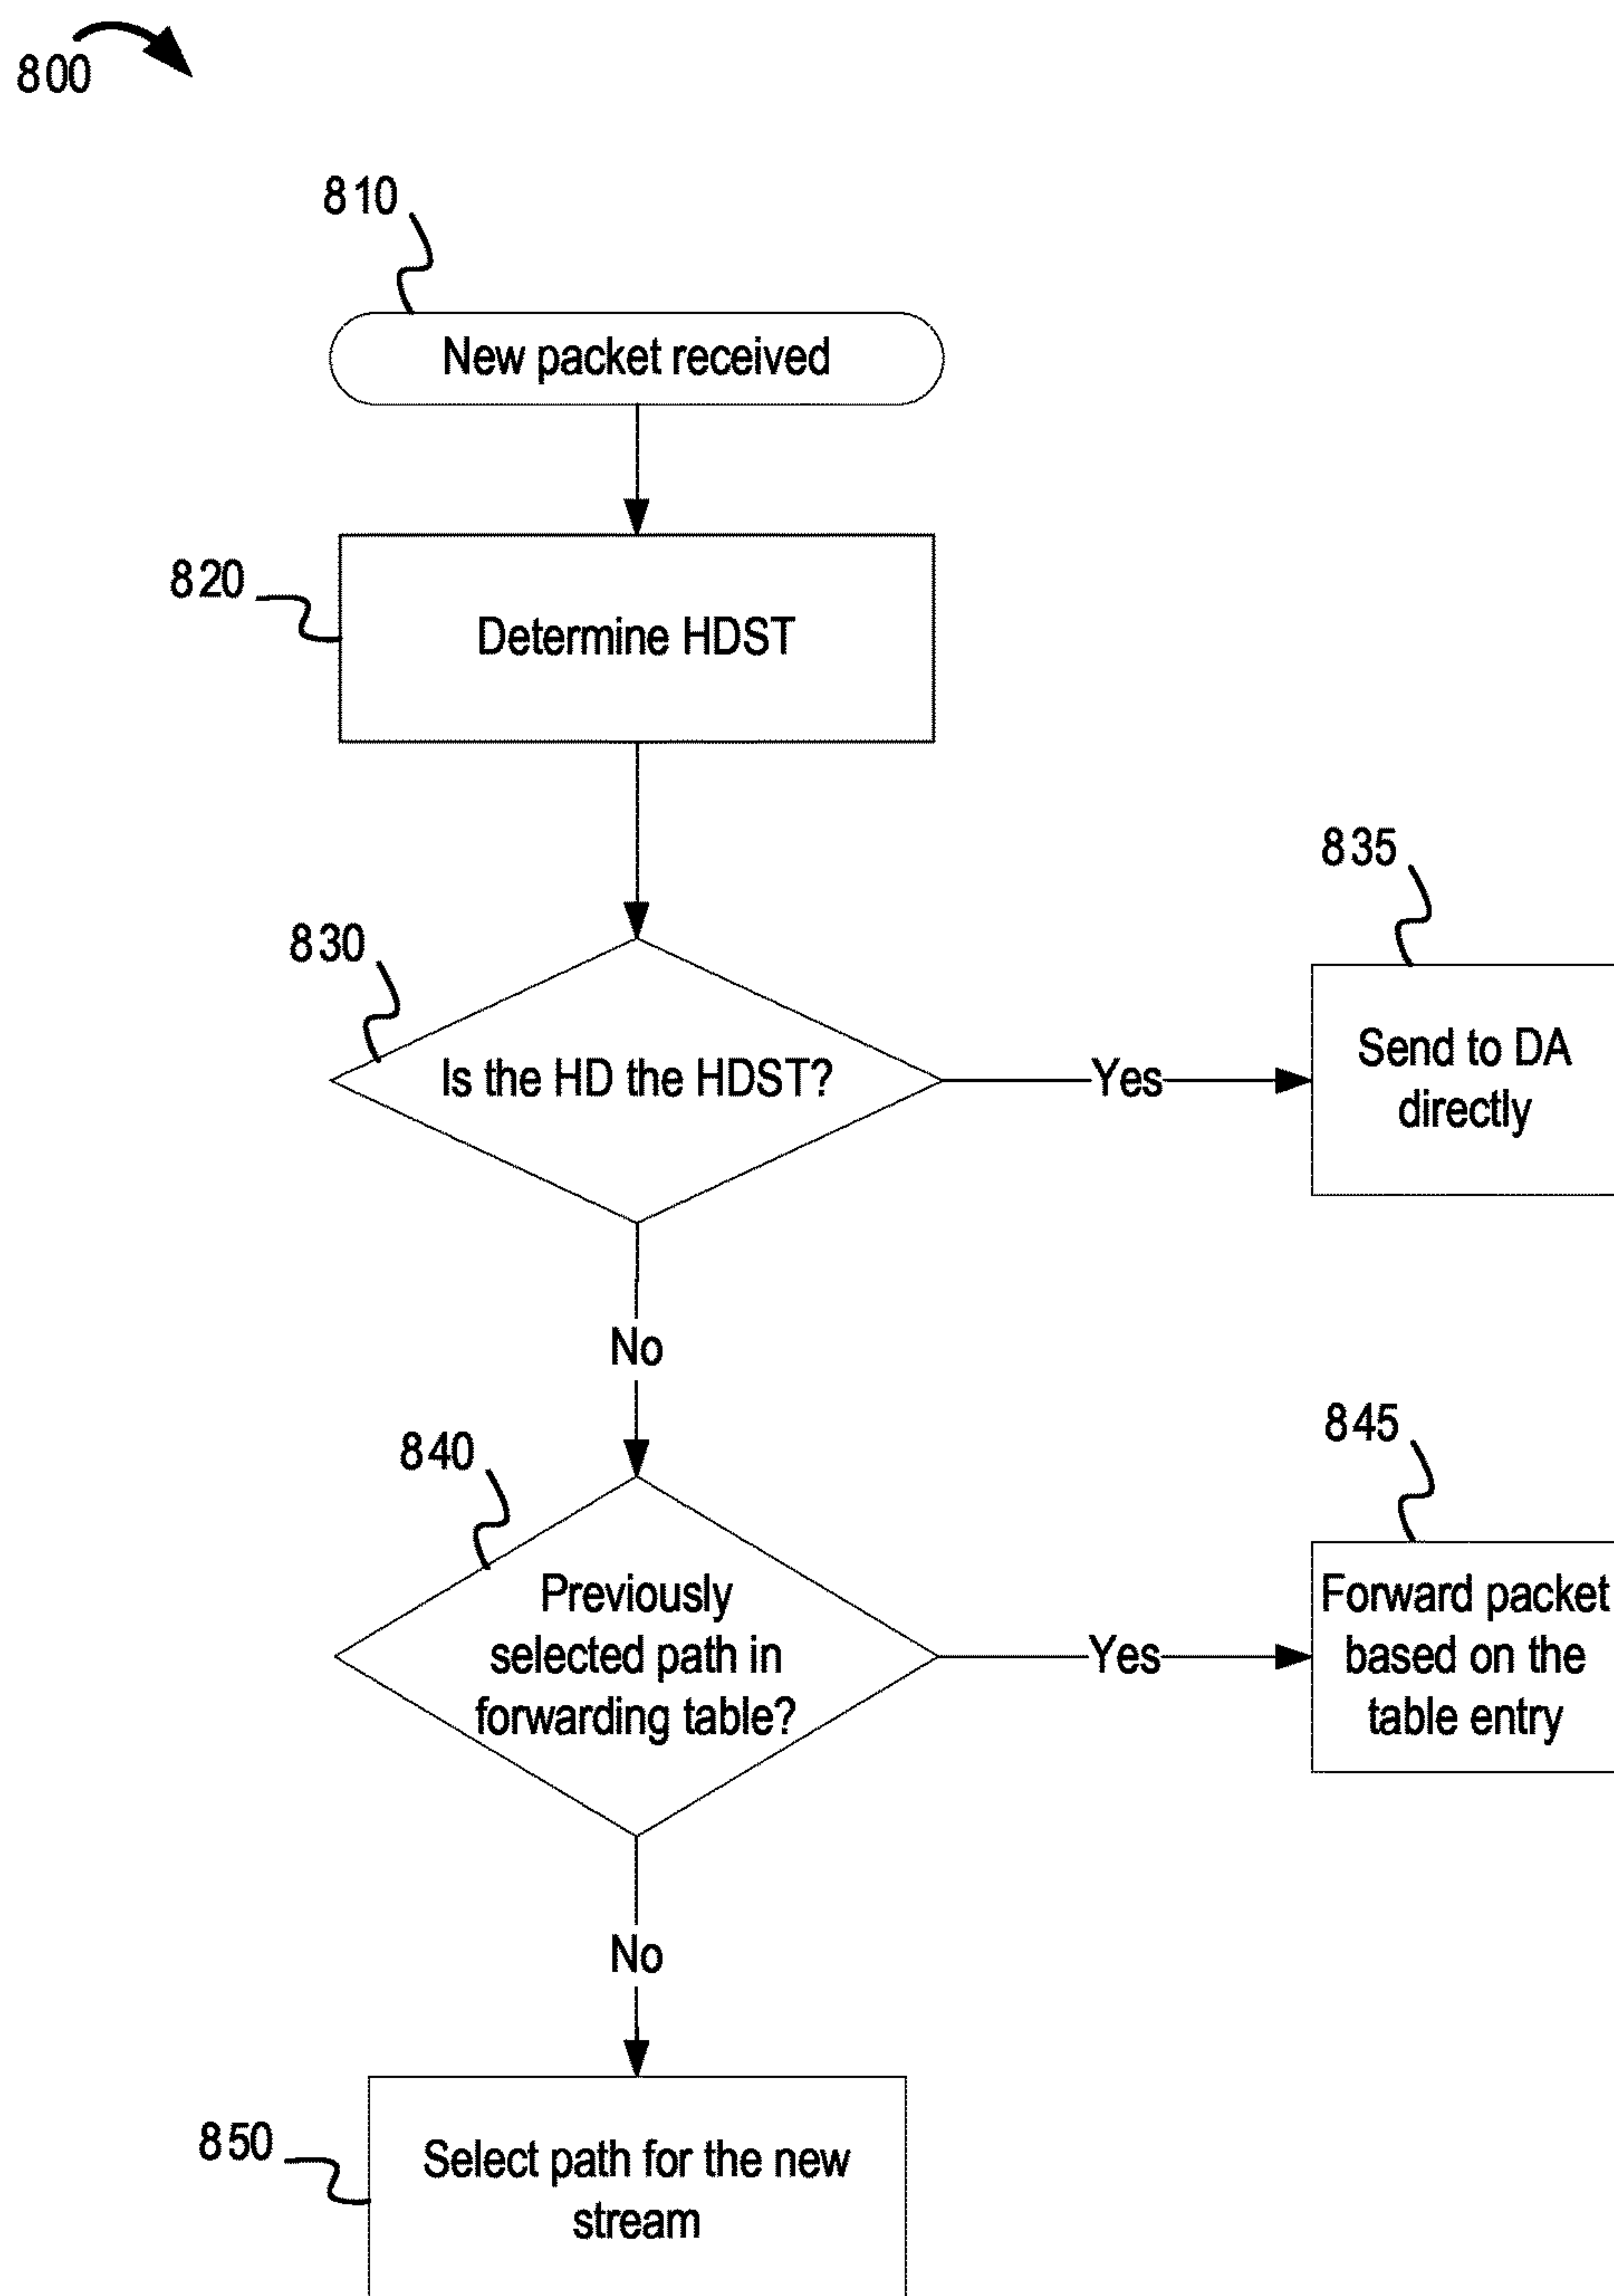 800
810
New packet received
820
Determine HDST
835
830
Is the HD the HDST?
Yes
Send to DA
directly
No
845
840
Previously
selected path in
forwarding table?
Yes
Forward packet
based on the
table entry
No
850
Select path for the new
stream